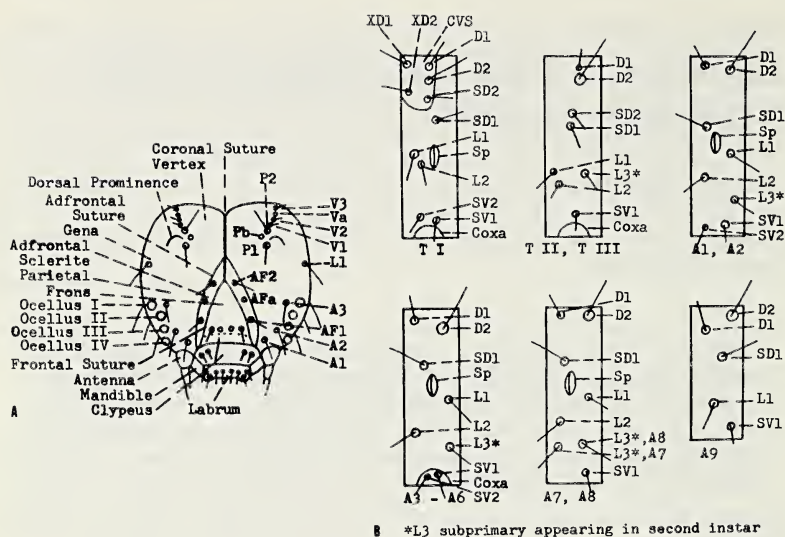 XD1 XD2 CVS
D1
D2
SD2
SD1
L1
Sp
L2
SV2
SV1
Coxa
T I
D1
D2
SD2
SD1
L1
L3*
L2
SV1
Coxa
T II, T III
D1
D2
SD1
Sp
L1
L2
L3*
SV1
SV2
A1, A2
Coronal Suture
Vertex
Dorsal Prominence
P2
Adfrontal
Suture
Gena
Adfrontal
Sclerite
Parietal
Frons
Ocellus I
Ocellus II
Ocellus III
Ocellus IV
Frontal Suture
Antenna
Mandible
Clypeus
Labrum
V3
Va
V2
V1
Pb
P1
L1
AF2
AFa
A3
AF1
A2
A1
A
D1
D2
SD1
Sp
L1
L2
L3*
SV1
Coxa
SV2
A3 - A6
D1
D2
SD1
Sp
L1
L2
L3*,A8
L3*,A7
SV1
A7, A8
D2
D1
SD1
L1
SV1
A9
B *L3 subprimary appearing in second instar